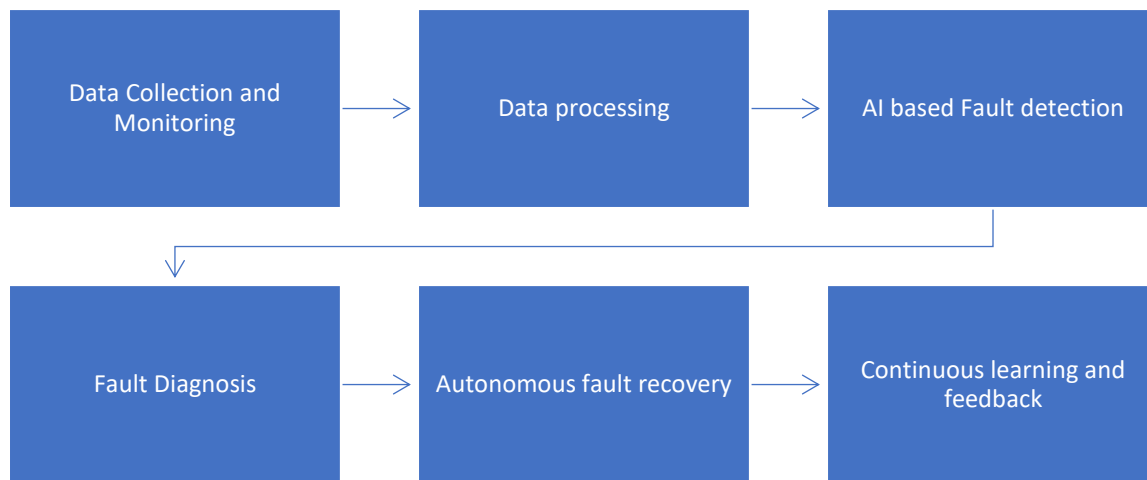 Data Collection and
Monitoring
Data processing
AI based Fault detection
Fault Diagnosis
Autonomous fault recovery
Continuous learning and
feedback